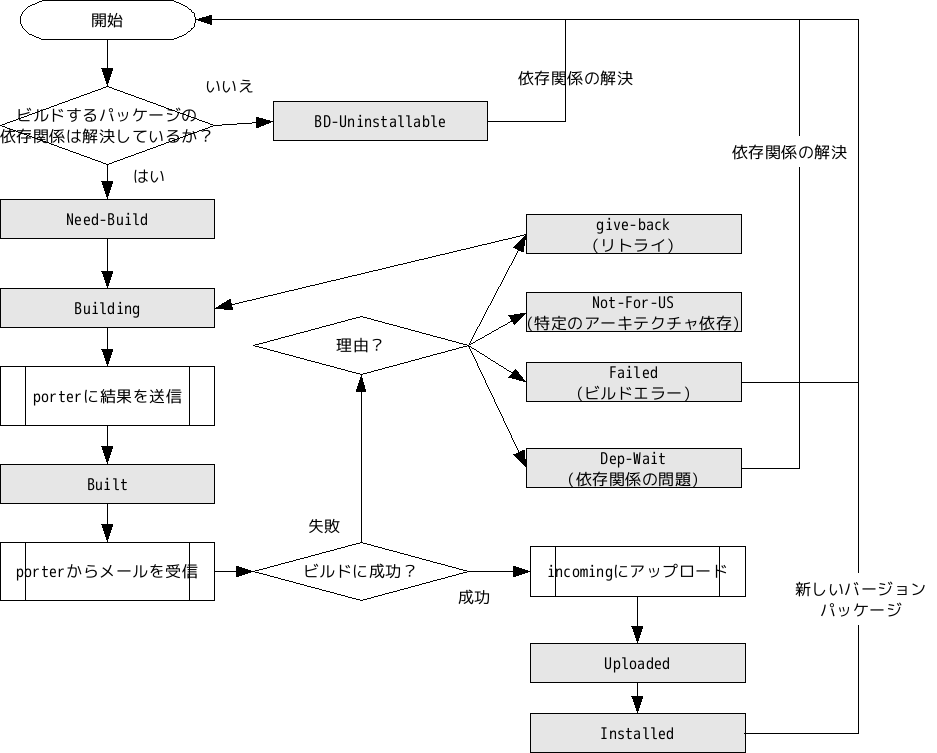 開始
いいえ
依存関係の解決
ビルドするパッケージの
依存関係は解決しているか？
BD-Uninstallable
依存関係の解決
はい
Need-Build
give-back
(リトライ)
Building
Not-For-US
(特定のアーキテクチャ依存)
理由？
Failed
(ビルドエラー)
porterに結果を送信
Dep-Wait
(依存関係の問題)
Built
失敗
porterからメールを受信
ビルドに成功？
成功
incomingにアップロード
新しいバージョン
パッケージ
Uploaded
Installed